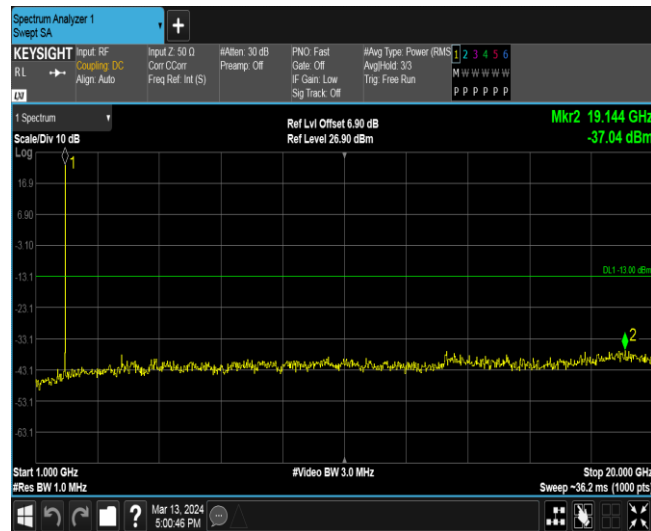 Spectrum Analyzer 1
Swept SA
+
KEYSIGHT
RL
LXI
Input: RF
Coupling: DC
Align: Auto
Input Z: 50 Ω
Corr CCorr
Freq Ref: Int (S)
#Atten: 30 dB
Preamp: Off
PNO: Fast
Gate: Off
IF Gain: Low
Sig Track: Off
#Avg Type: Power (RMS
Avg|Hold: 3/3
Trig: Free Run
1 2 3 4 5 6
M W W W W W
P P P P P P
1 Spectrum
Scale/Div 10 dB
Log
Ref Lvl Offset 6.90 dB
Ref Level 26.90 dBm
Mkr2 19.144 GHz
-37.04 dBm
1
16.9
6.90
-3.10
-13.1
DL1 -13.00 dBm
-23.1
-33.1
2
-43.1
-53.1
-63.1
Start 1.000 GHz
#Res BW 1.0 MHz
#Video BW 3.0 MHz
Stop 20.000 GHz
Sweep ~36.2 ms (1000 pts)
?
Mar 13, 2024
5:00:46 PM